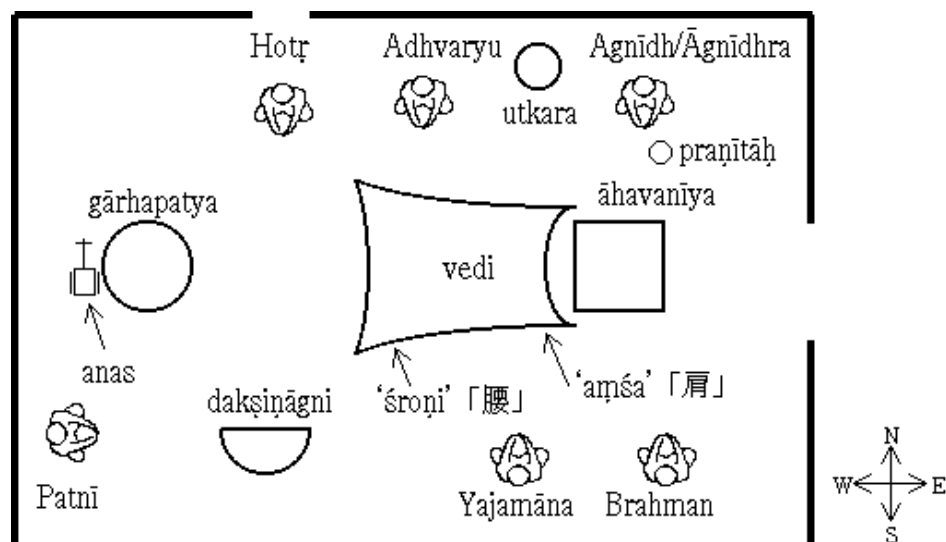 Hotṛ
Adhvaryu
Agnīdh/Āgnīdhra
utkara
praṇītāḥ
gārhapatya
āhavanīya
vedi
anas
dakṣiṇāgni
‘śroṇi’「腰」
‘aṃśa’「肩」
Patnī
Yajamāna
Brahman
N
W
E
S